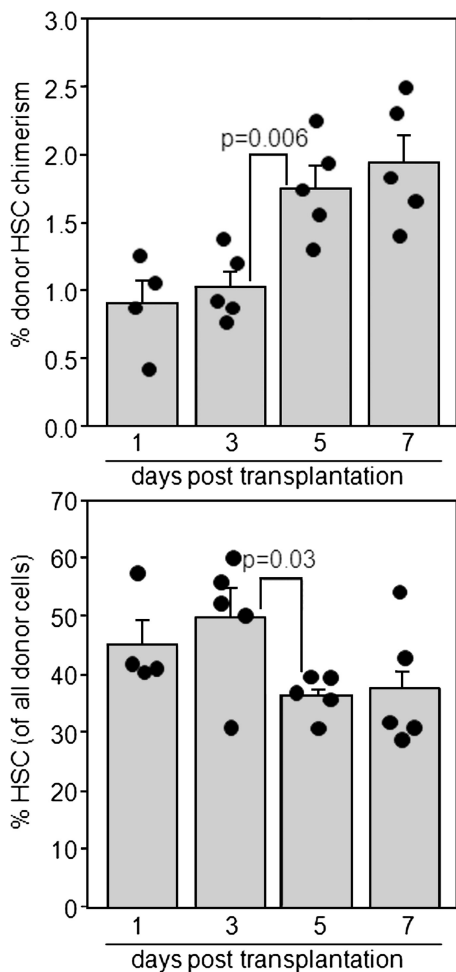 % donor HSC chimerism
3.0
2.5
2.0
1.5
1.0
0.5
0.0
p=0.006
1 3 5 7
days post transplantation
% HSC (of all donor cells)
70
60
50
40
30
20
10
0
p=0.03
1 3 5 7
days post transplantation